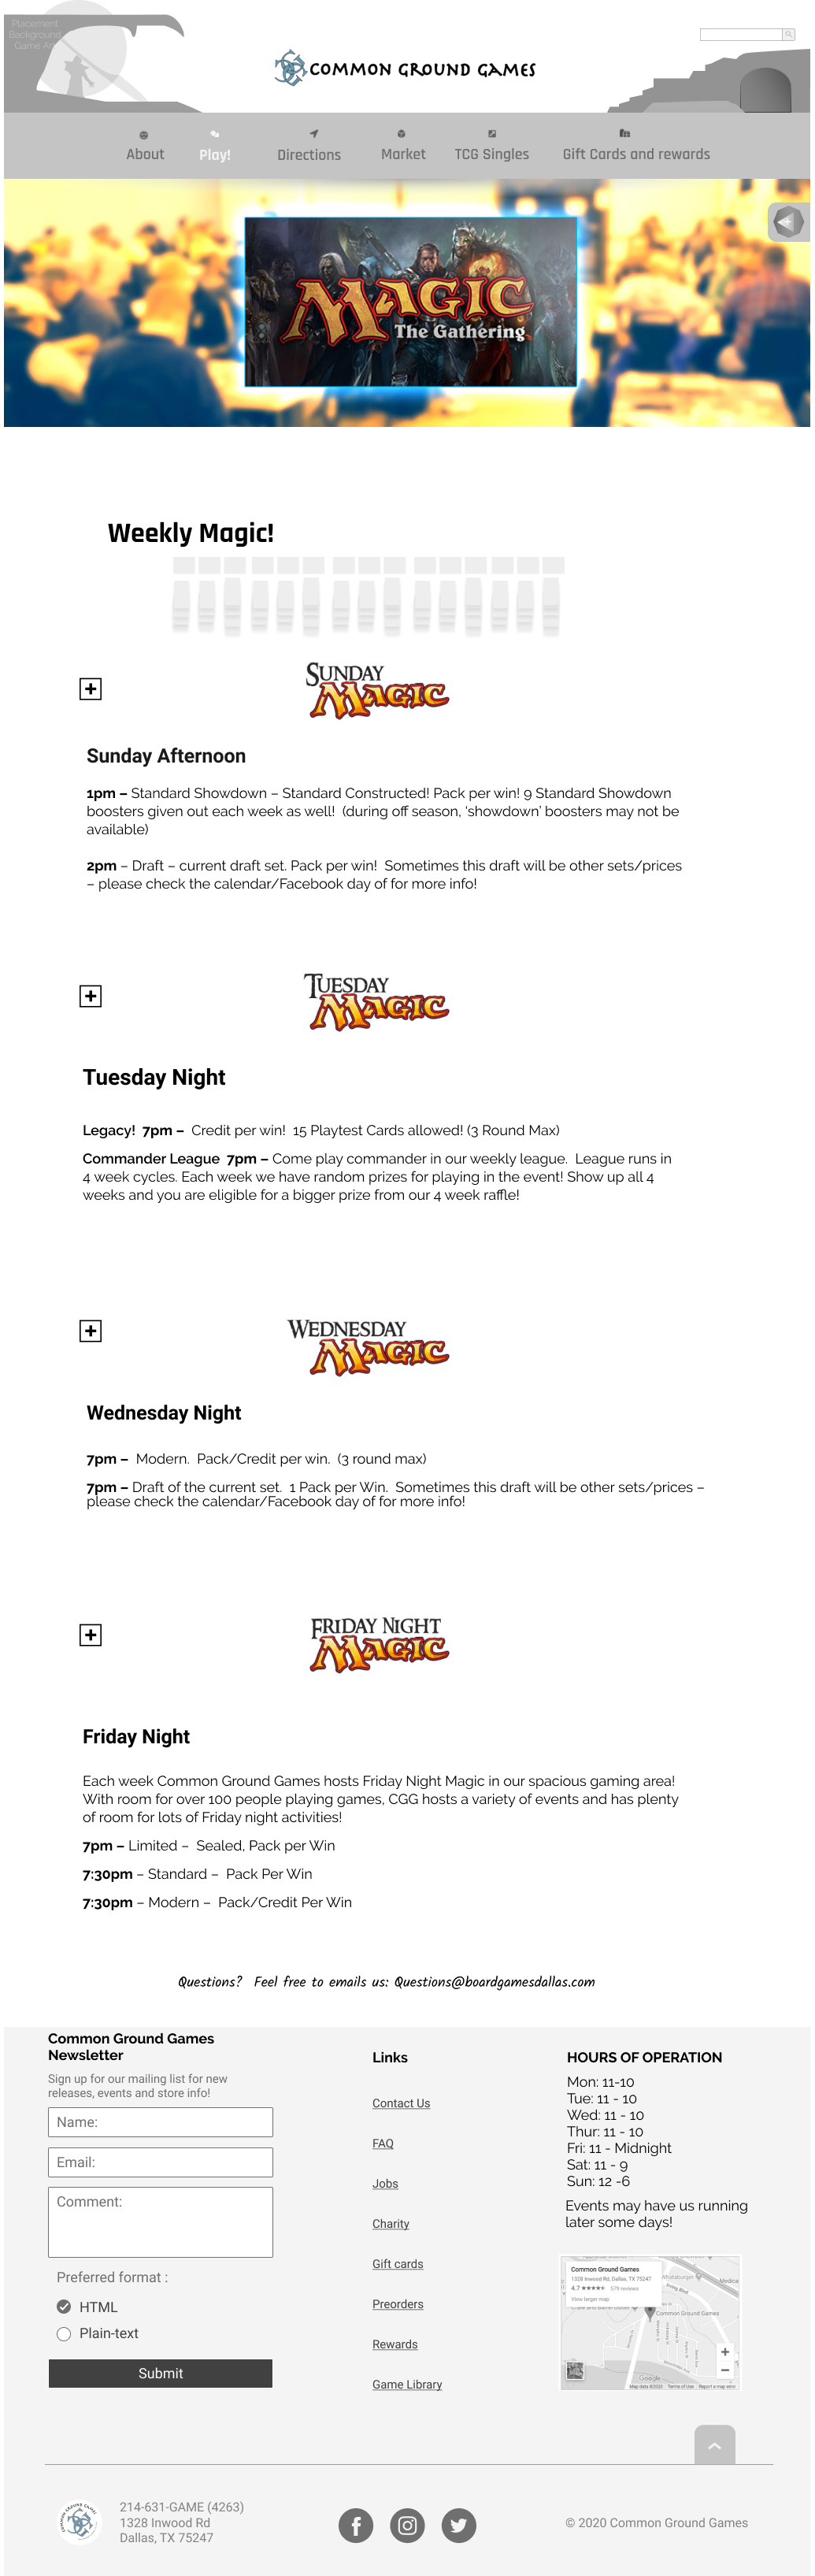 Placement
Background
Game Art
COMMON GROUND GAMES
About
Play!
Directions
Market
TCG Singles
Gift Cards and rewards
MAGIC
The Gathering
Weekly Magic!
SUNDAY
MAGIC
Sunday Afternoon
1pm – Standard Showdown – Standard Constructed! Pack per win! 9 Standard Showdown
boosters given out each week as well!  (during off season, ‘showdown’ boosters may not be
available)
2pm – Draft – current draft set. Pack per win!  Sometimes this draft will be other sets/prices
– please check the calendar/Facebook day of for more info!
TUESDAY
MAGIC
Tuesday Night
Legacy!  7pm –  Credit per win!  15 Playtest Cards allowed! (3 Round Max)
Commander League  7pm – Come play commander in our weekly league.  League runs in
4 week cycles. Each week we have random prizes for playing in the event! Show up all 4
weeks and you are eligible for a bigger prize from our 4 week raffle!
WEDNESDAY
MAGIC
Wednesday Night
7pm –  Modern.  Pack/Credit per win.  (3 round max)
7pm – Draft of the current set.  1 Pack per Win.  Sometimes this draft will be other sets/prices –
please check the calendar/Facebook day of for more info!
FRIDAY NIGHT
MAGIC
Friday Night
Each week Common Ground Games hosts Friday Night Magic in our spacious gaming area!
With room for over 100 people playing games, CGG hosts a variety of events and has plenty
of room for lots of Friday night activities!
7pm – Limited –  Sealed, Pack per Win
7:30pm – Standard –  Pack Per Win
7:30pm – Modern –  Pack/Credit Per Win
Questions?  Feel free to emails us: Questions@boardgamesdallas.com
Common Ground Games
Newsletter
Sign up for our mailing list for new
releases, events and store info!
Name:
Email:
Comment:
Preferred format :
HTML
Plain-text
Submit
Links
Contact Us
FAQ
Jobs
Charity
Gift cards
Preorders
Rewards
Game Library
HOURS OF OPERATION
Mon: 11-10
Tue: 11 - 10
Wed: 11 - 10
Thur: 11 - 10
Fri: 11 - Midnight
Sat: 11 - 9
Sun: 12 -6
Events may have us running
later some days!
Common Ground Games
1328 Inwood Rd, Dallas, TX 75247
4.7 ★★★★★ 579 reviews
View larger map
Whataburger
Medical
Irving Blvd
Common Ground Games
Google
Map data ©2020 Terms of Use Report a map error
COMMON GROUND GAMES
214-631-GAME (4263)
1328 Inwood Rd
Dallas, TX 75247
© 2020 Common Ground Games